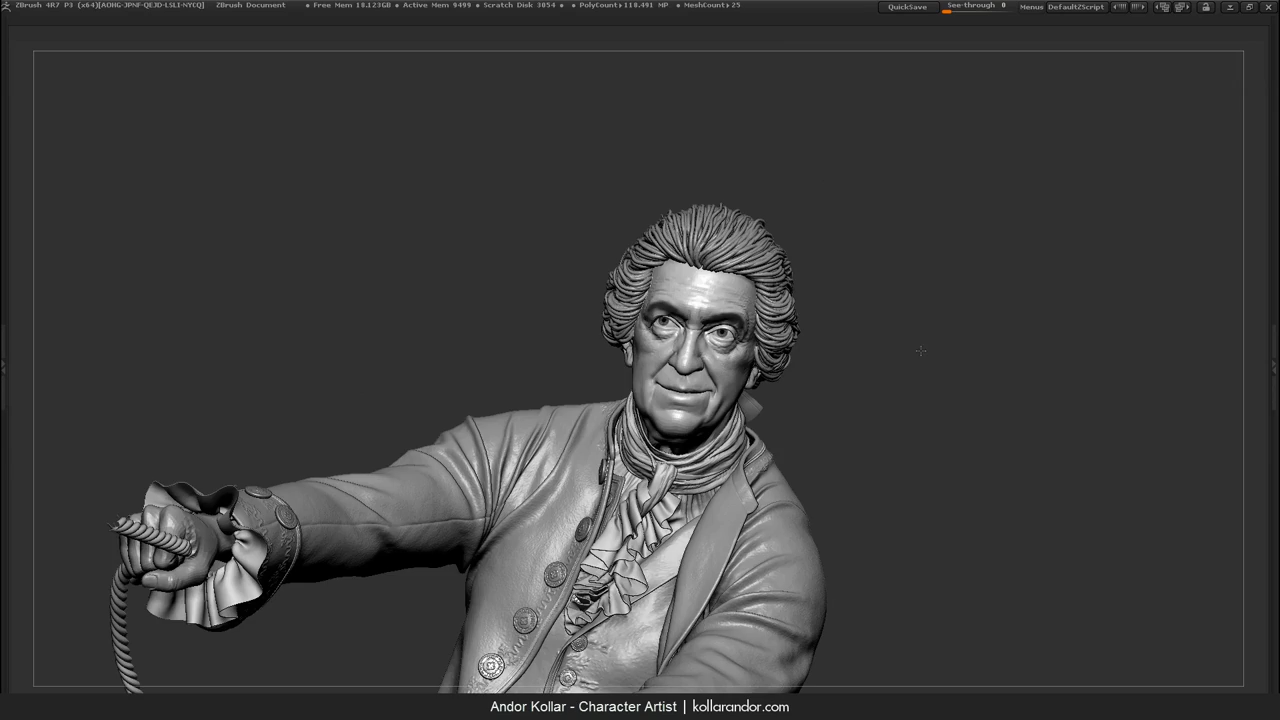 ZBrush 4R7 P3 (x64)[AOHG-JPNF-QEJD-LSLI-NYCQ] ZBrush Document • Free Mem 18.123GB • Active Mem 9499 • Scratch Disk 3054 • • PolyCount▸ 118.491 MP • MeshCount▸ 25 QuickSave See-through 0 Menus DefaultZScript
Andor Kollar - Character Artist | kollarandor.com